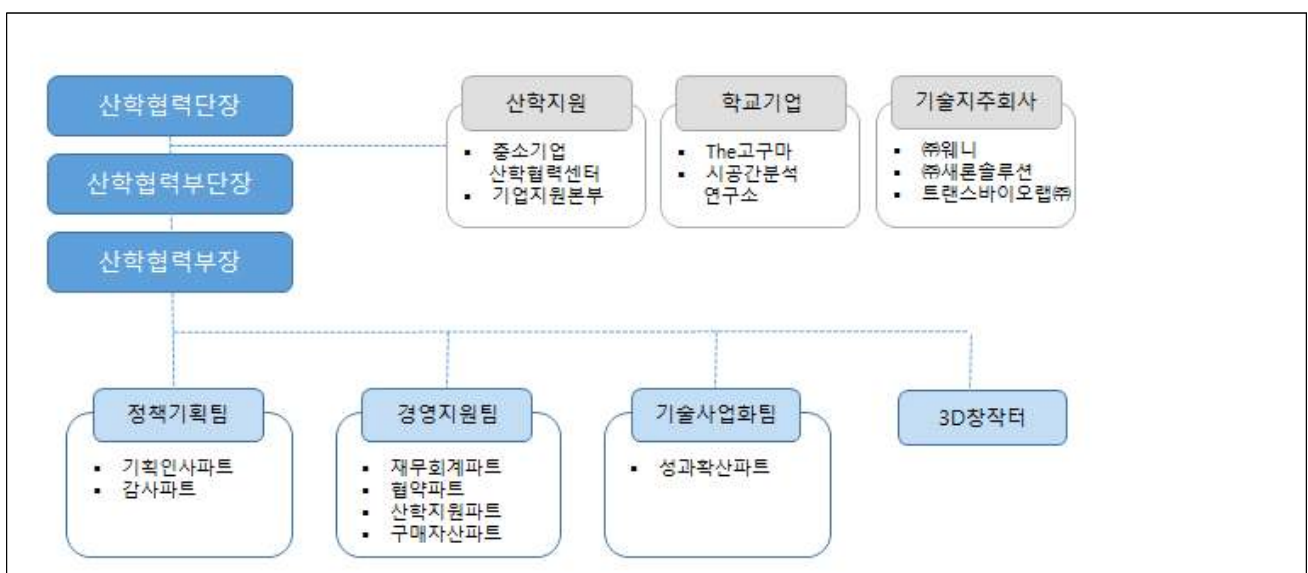 산학협력단장
산학협력부단장
산학협력부장
산학지원
▪ 중소기업
산학협력센터
▪ 기업지원본부
학교기업
▪ The고구마
▪ 시공간분석
연구소
기술지주회사
▪ ㈜웨니
▪ ㈜새론솔루션
▪ 트랜스바이오랩㈜
정책기획팀
▪ 기획인사파트
▪ 감사파트
경영지원팀
▪ 재무회계파트
▪ 협약파트
▪ 산학지원파트
▪ 구매자산파트
기술사업화팀
▪ 성과확산파트
3D창작터